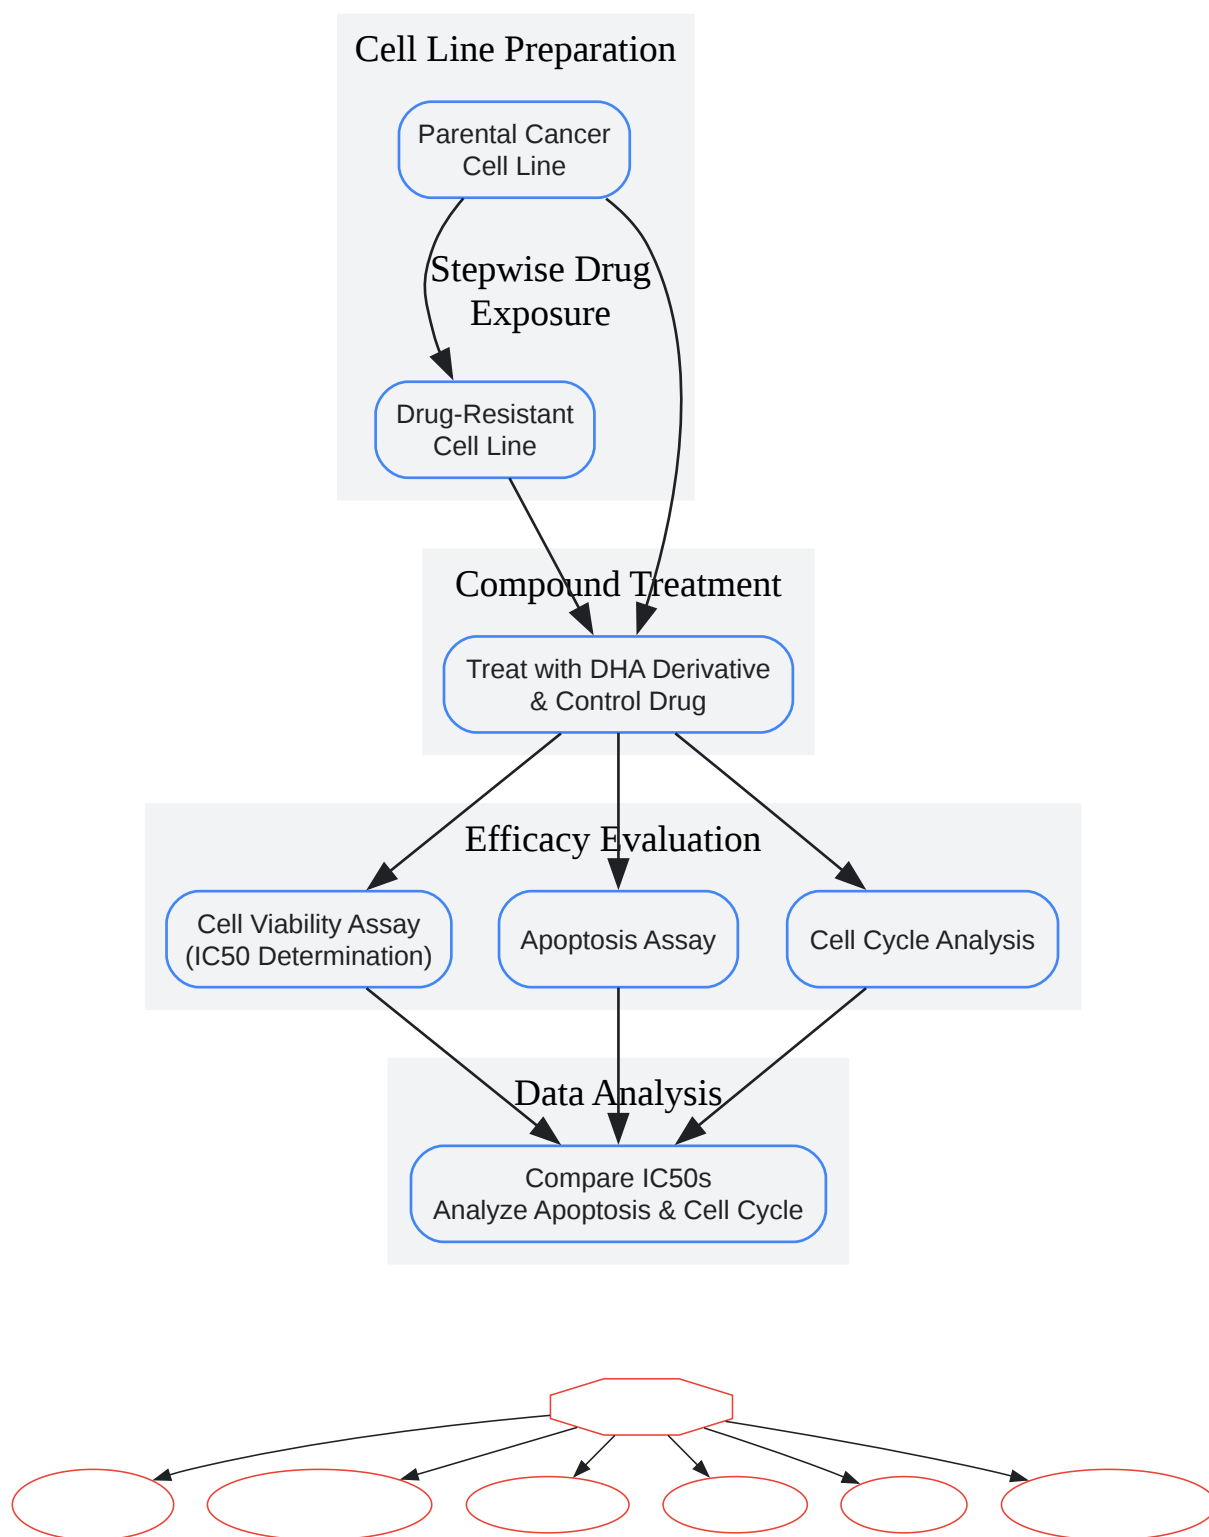 Cell Line Preparation
Parental Cancer
Cell Line
Stepwise Drug
Exposure
Drug-Resistant
Cell Line
Compound Treatment
Treat with DHA Derivative
& Control Drug
Efficacy Evaluation
Cell Viability Assay
(IC50 Determination)
Apoptosis Assay
Cell Cycle Analysis
Data Analysis
Compare IC50s
Analyze Apoptosis & Cell Cycle